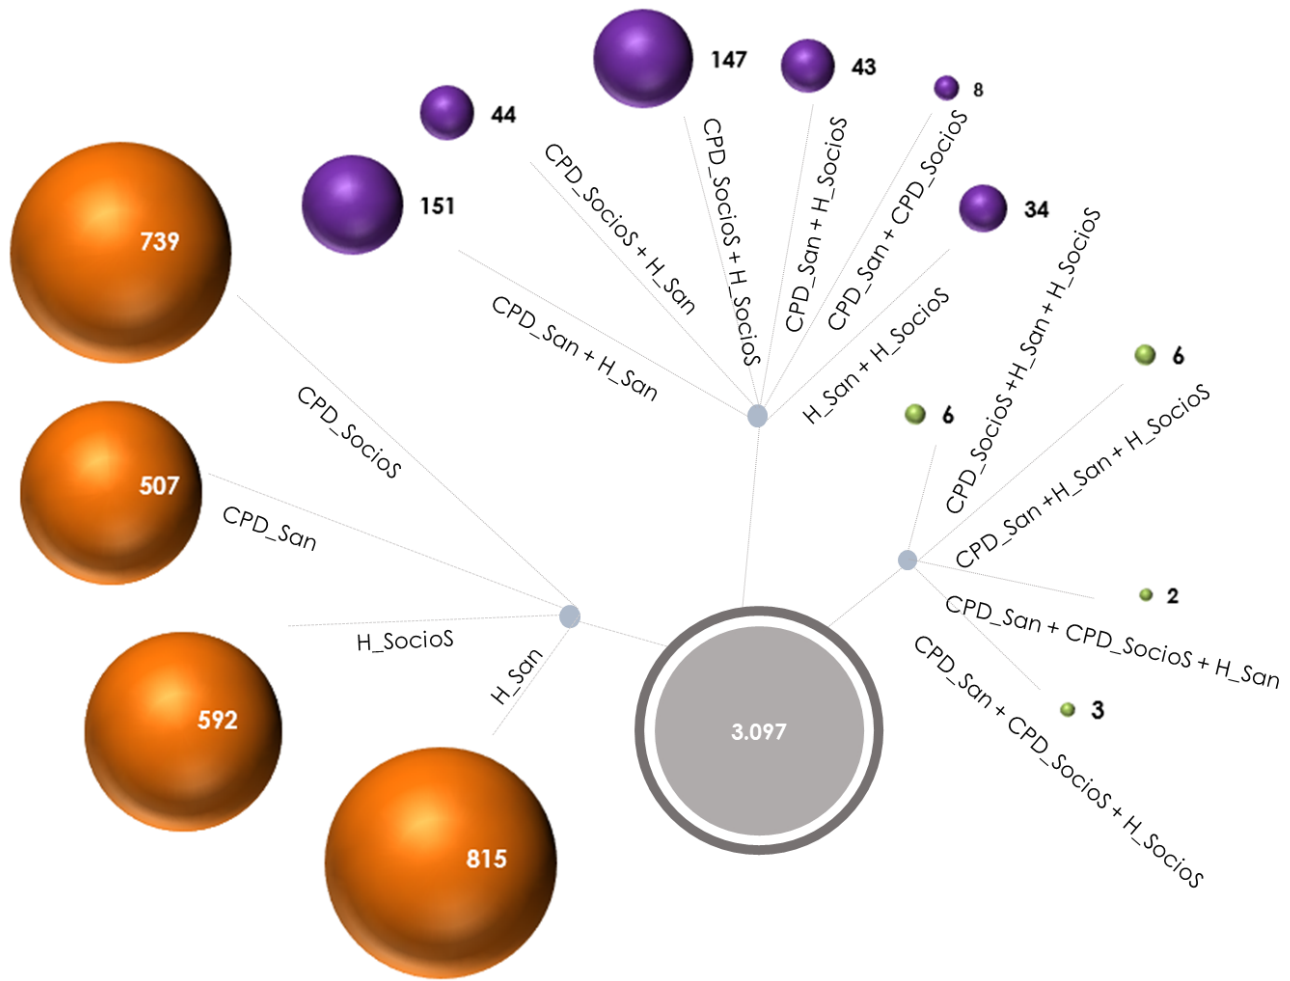 147
43
8
44
151
34
739
CPD_San + H_San
CPD_SocioS + H_San
CPD_SocioS + H_SocioS
CPD_San + H_SocioS
CPD_San + CPD_SocioS
H_San + H_SocioS
CPD_SocioS
507
CPD_San
H_SocioS
592
H_San
815
3.097
6
CPD_SocioS +H_San + H_SocioS
6
CPD_San +H_San + H_SocioS
2
CPD_San + CPD_SocioS + H_San
3
CPD_San + CPD_SocioS + H_SocioS